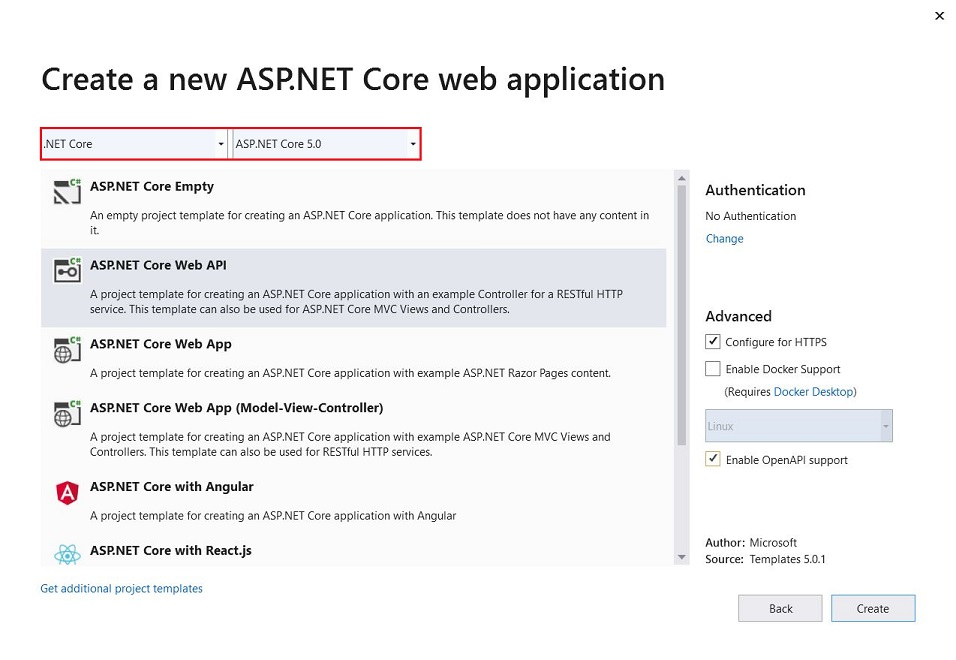 Create a new ASP.NET Core web application
.NET Core
ASP.NET Core 5.0
C#
ASP.NET Core Empty
An empty project template for creating an ASP.NET Core application. This template does not have any content in
it.
C#
ASP.NET Core Web API
A project template for creating an ASP.NET Core application with an example Controller for a RESTful HTTP
service. This template can also be used for ASP.NET Core MVC Views and Controllers.
C#
ASP.NET Core Web App
A project template for creating an ASP.NET Core application with example ASP.NET Razor Pages content.
C#
ASP.NET Core Web App (Model-View-Controller)
A project template for creating an ASP.NET Core application with example ASP.NET Core MVC Views and
Controllers. This template can also be used for RESTful HTTP services.
A
ASP.NET Core with Angular
A project template for creating an ASP.NET Core application with Angular
ASP.NET Core with React.js
Get additional project templates
Authentication
No Authentication
Change
Advanced
Configure for HTTPS
Enable Docker Support
(Requires Docker Desktop)
Linux
Enable OpenAPI support
Author: Microsoft
Source: Templates 5.0.1
Back
Create